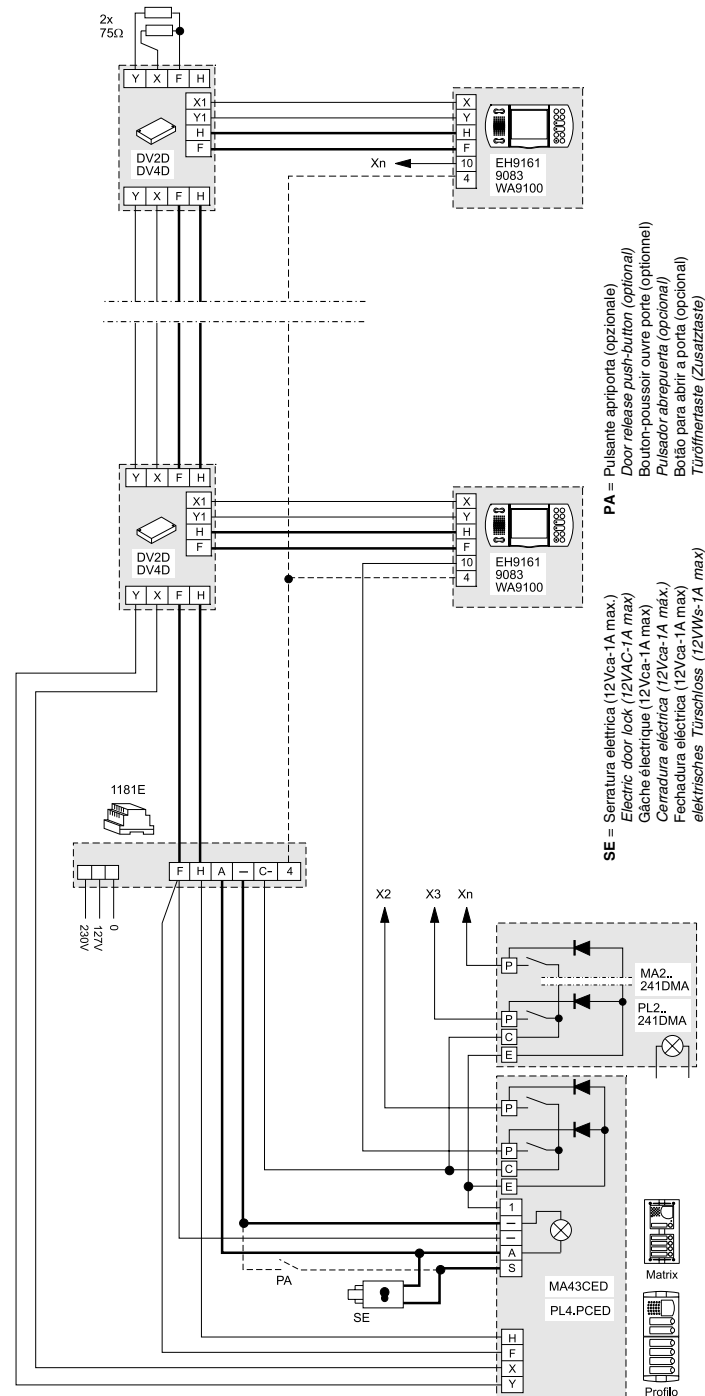 2x
75Ω
Y X F H
X1
Y1
H
F
DV2D
DV4D
Y X F H
X
Y
H
F
10
4
Xn
EH9161
9083
WA9100
Y X F H
X1
Y1
H
F
DV2D
DV4D
Y X F H
X
Y
H
F
10
4
EH9161
9083
WA9100
PA = Pulsante apriporta (opzionale)
Door release push-button (optional)
Bouton-poussoir ouvre porte (optionnel)
Pulsador abrepuerta (opcional)
Botão para abrir a porta (opcional)
Türöffnertaste (Zusatztaste)
SE = Serratura elettrica (12Vca-1A max.)
Electric door lock (12VAC-1A max)
Gâche électrique (12Vca-1A max)
Cerradura eléctrica (12Vca-1A máx.)
Fechadura eléctrica (12Vca-1A max)
elektrisches Türschloss (12VWs-1A max)
1181E
F H A – C- 4
0
127V
230V
X2 X3 Xn
P
P
C
E
MA2..
241DMA
PL2..
241DMA
P
P
C
E
1
–
–
A
S
PA
SE
MA43CED
PL4.PCED
H
F
X
Y
Matrix
Profilo